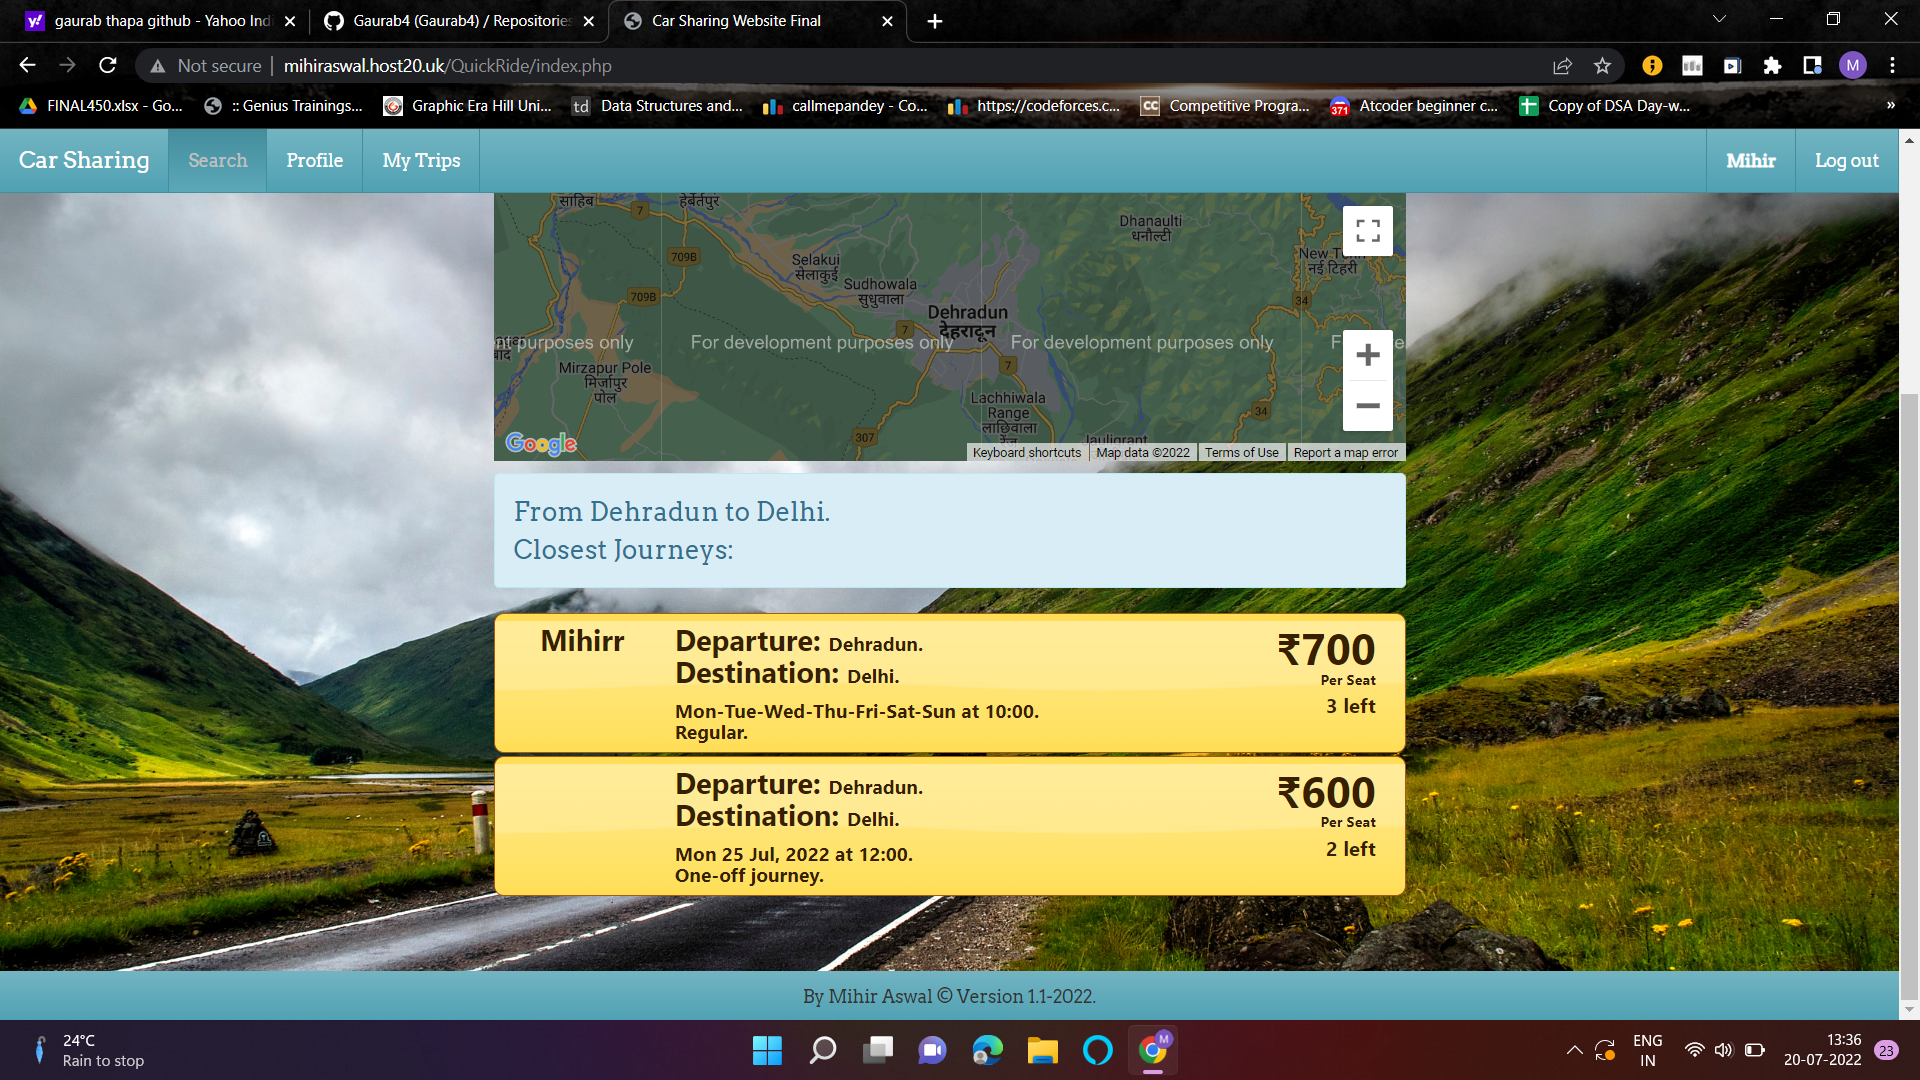 gaurab thapa github - Yahoo Indi
Gaurab4 (Gaurab4) / Repositories
Car Sharing Website Final
Not secure
mihiraswal.host20.uk/QuickRide/index.php
M
FINAL450.xlsx - Go...
:: Genius Trainings...
Graphic Era Hill Uni...
td
Data Structures and...
callmepandey - Co...
https://codeforces.c...
CC
Competitive Progra...
371
Atcoder beginner c...
Copy of DSA Day-w...
»
Car Sharing
Search
Profile
My Trips
Mihir
Log out
साहिब
हर्बर्टपुर
7
709B
709B
Selakui
सेलाकुई
Sudhowala
सुधुवाला
Dhanaulti
धनौल्टी
नई टिहरी
34
Dehradun
देहरादून
7
nt purposes only
For development purposes only
For development purposes only
Mirzapur Pole
मिर्जापुर
पोल
7
Lachhiwala
Range
लाछिवाला
रेंज
34
307
Jauligrant
Google
Keyboard shortcuts
Map data ©2022
Terms of Use
Report a map error
From Dehradun to Delhi.
Closest Journeys:
Mihirr
Departure: Dehradun.
Destination: Delhi.
Mon-Tue-Wed-Thu-Fri-Sat-Sun at 10:00.
Regular.
₹700
Per Seat
3 left
Departure: Dehradun.
Destination: Delhi.
Mon 25 Jul, 2022 at 12:00.
One-off journey.
₹600
Per Seat
2 left
By Mihir Aswal © Version 1.1-2022.
24°C
Rain to stop
M
ENG
IN
13:36
20-07-2022
23